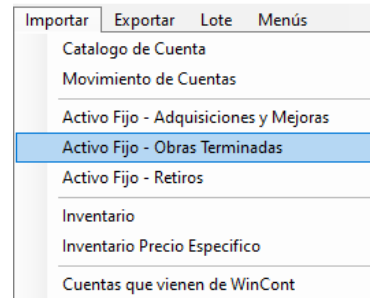 Importar Exportar Lote Menús
Catalogo de Cuenta
Movimiento de Cuentas
Activo Fijo - Adquisiciones y Mejoras
Activo Fijo - Obras Terminadas
Activo Fijo - Retiros
Inventario
Inventario Precio Especifico
Cuentas que vienen de WinCont